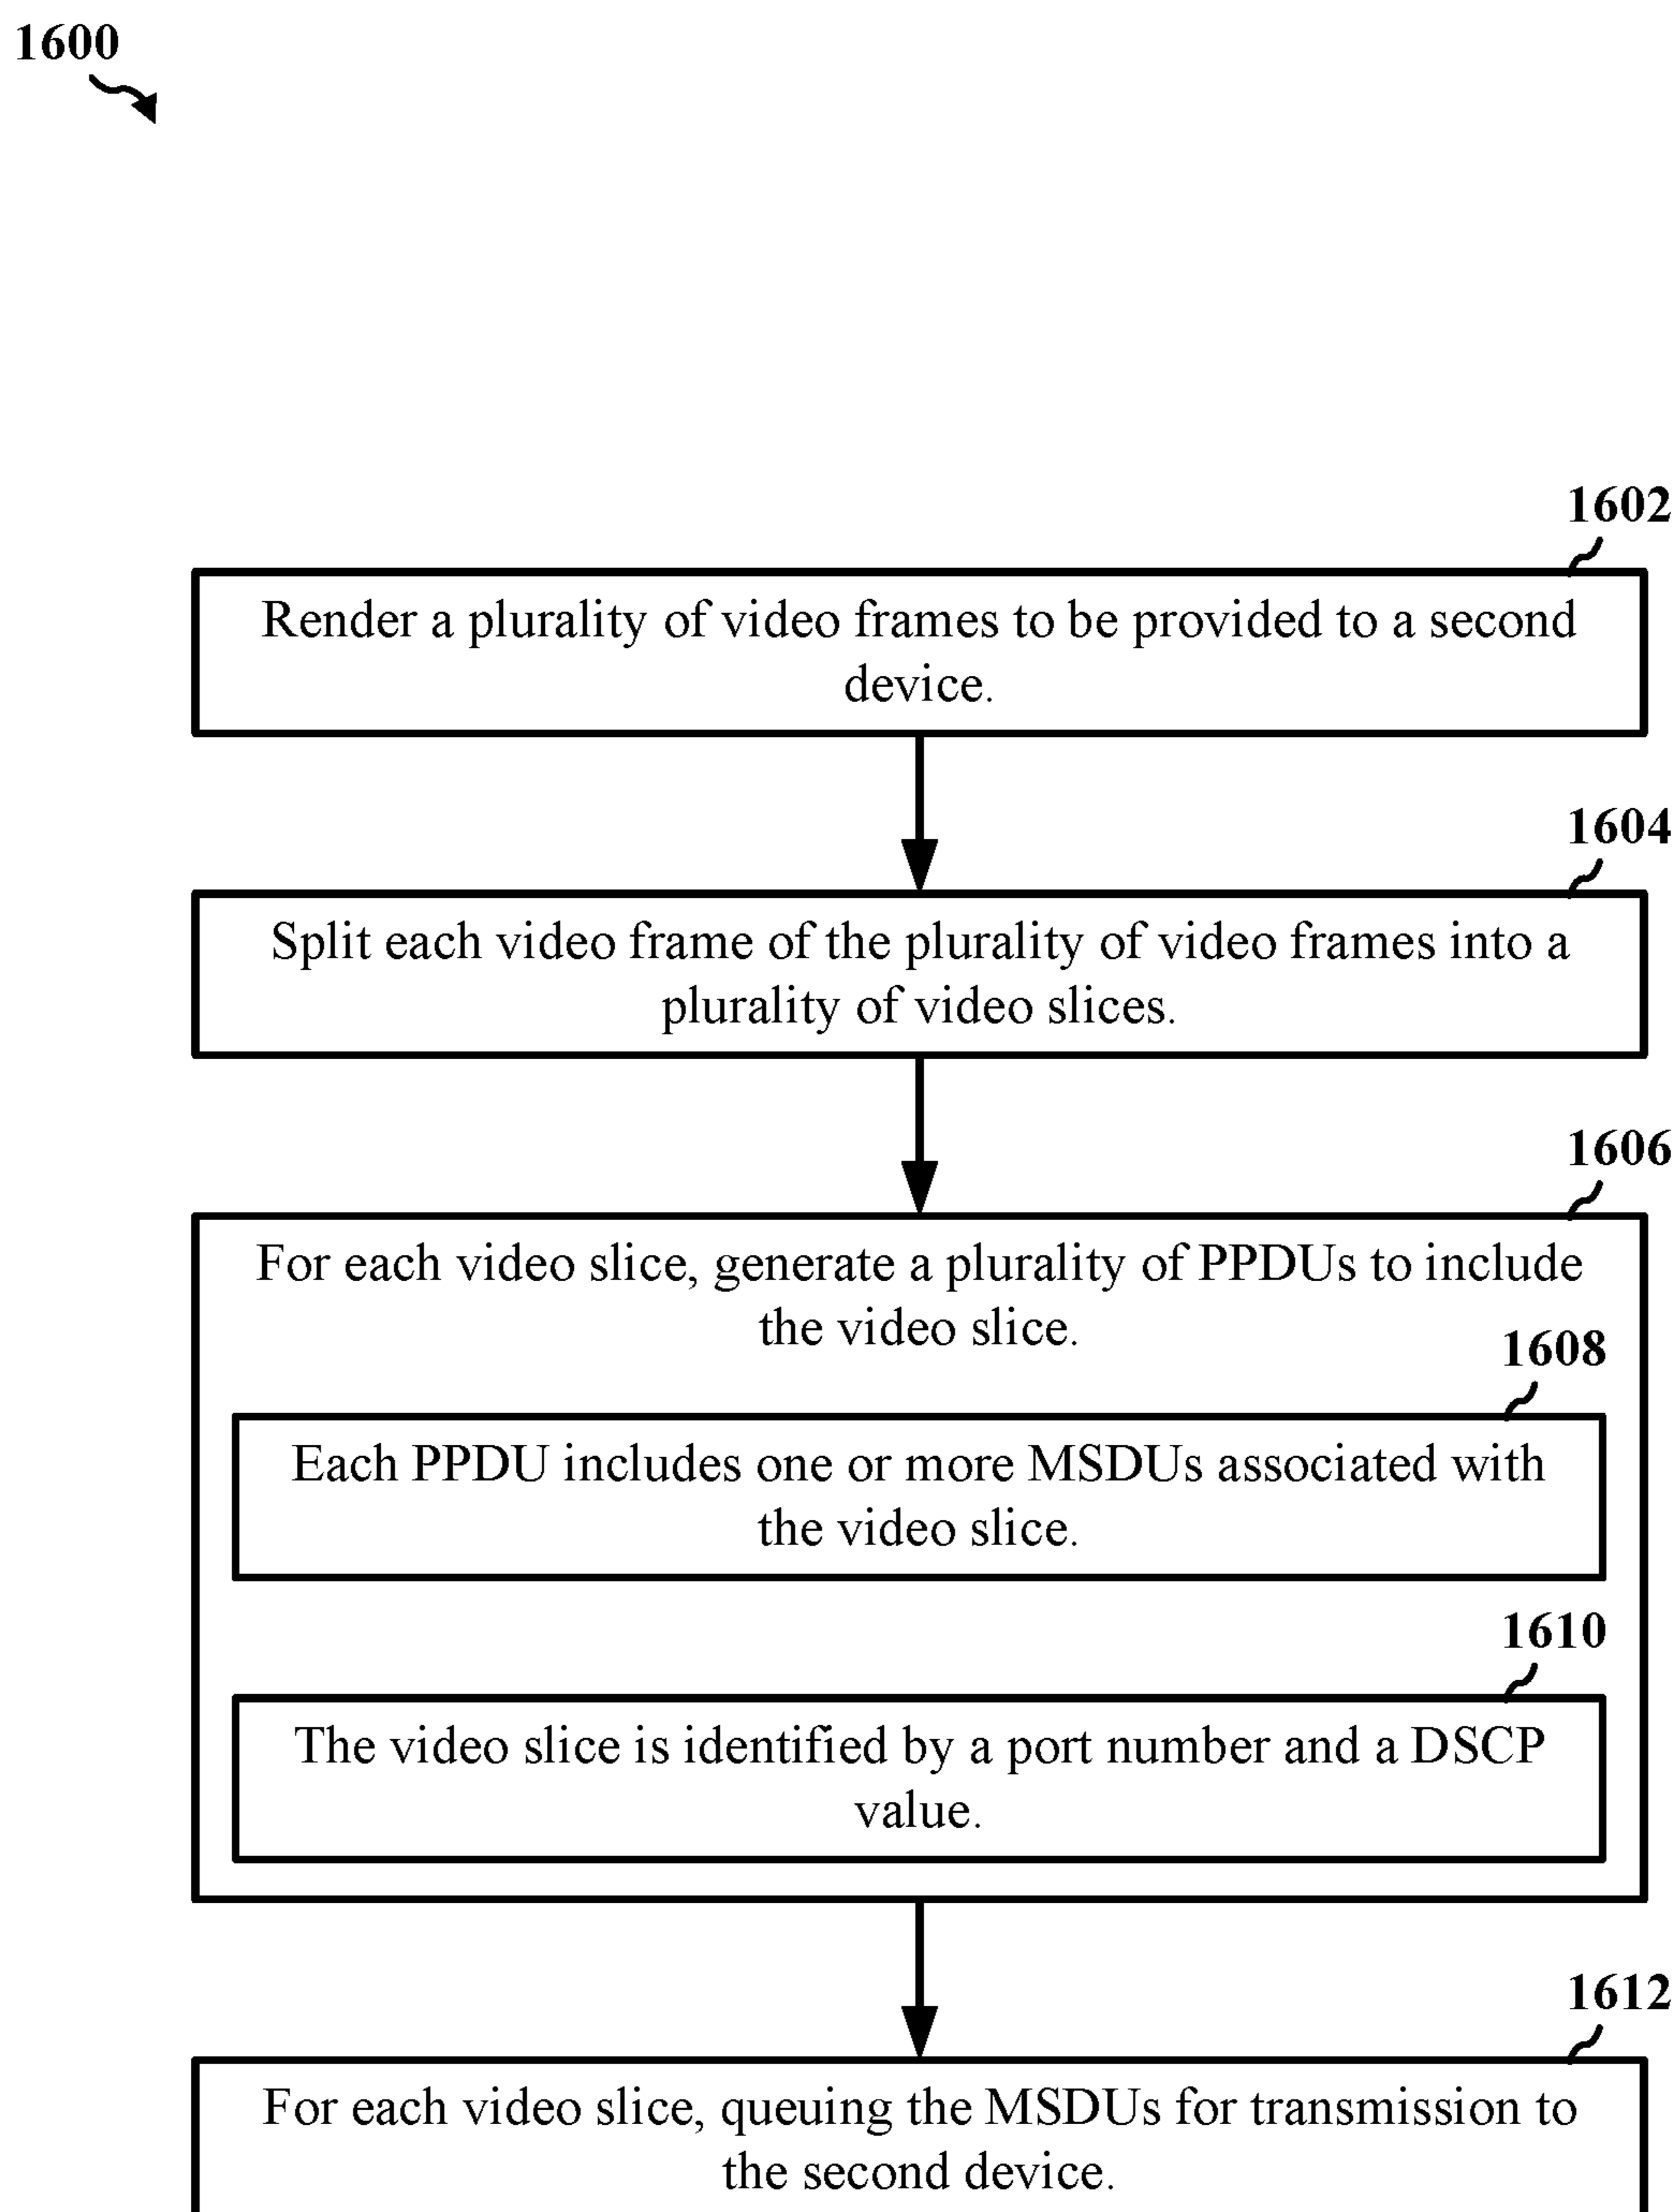 1600
1602
Render a plurality of video frames to be provided to a second
device.
1604
Split each video frame of the plurality of video frames into a
plurality of video slices.
1606
For each video slice, generate a plurality of PPDUs to include
the video slice.
1608
Each PPDU includes one or more MSDUs associated with
the video slice.
1610
The video slice is identified by a port number and a DSCP
value.
1612
For each video slice, queuing the MSDUs for transmission to
the second device.